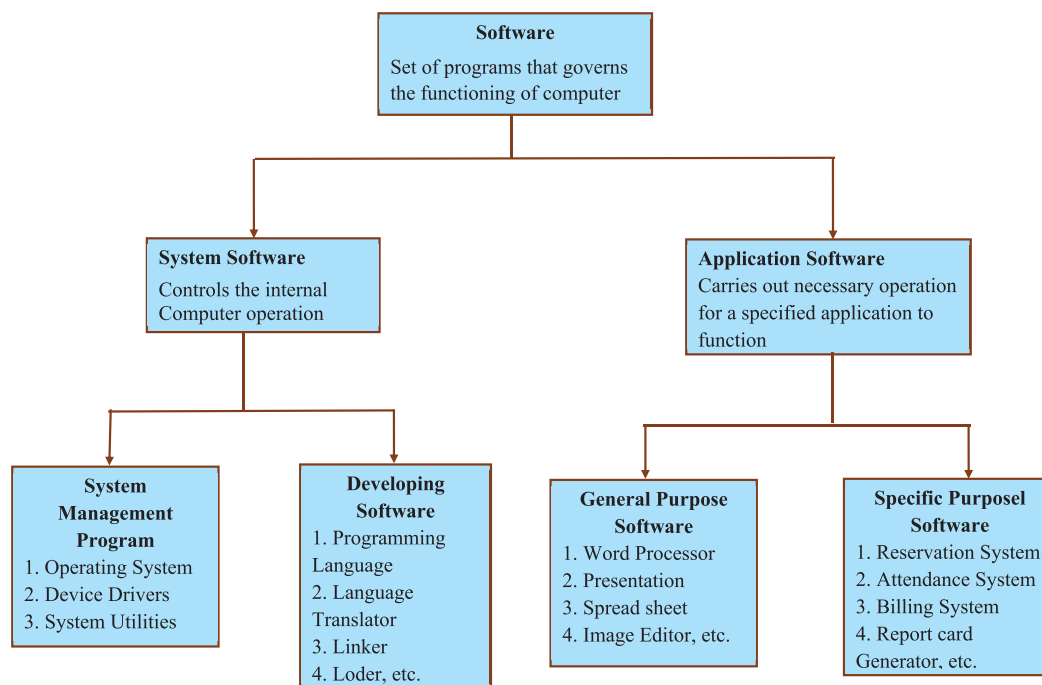 Software
Set of programs that governs
the functioning of computer
System Software
Controls the internal
Computer operation
Application Software
Carries out necessary operation
for a specified application to
function
System
Management
Program
1. Operating System
2. Device Drivers
3. System Utilities
Developing
Software
1. Programming
Language
2. Language
Translator
3. Linker
4. Loder, etc.
General Purpose
Software
1. Word Processor
2. Presentation
3. Spread sheet
4. Image Editor, etc.
Specific Purposel
Software
1. Reservation System
2. Attendance System
3. Billing System
4. Report card
Generator, etc.